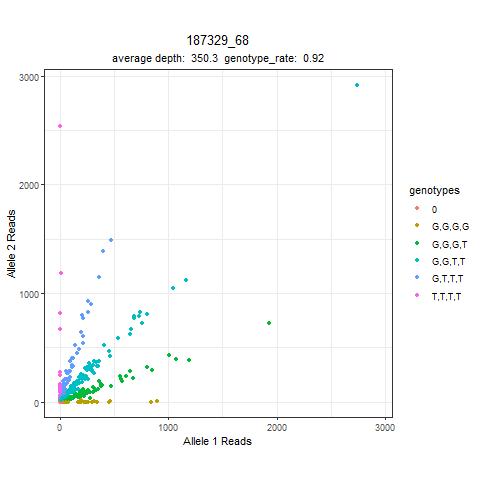 187329_68
average depth:  350.3  genotype_rate:  0.92
3000
2000
1000
0
Allele 2 Reads
0
1000
2000
3000
Allele 1 Reads
genotypes
0
G,G,G,G
G,G,G,T
G,G,T,T
G,T,T,T
T,T,T,T